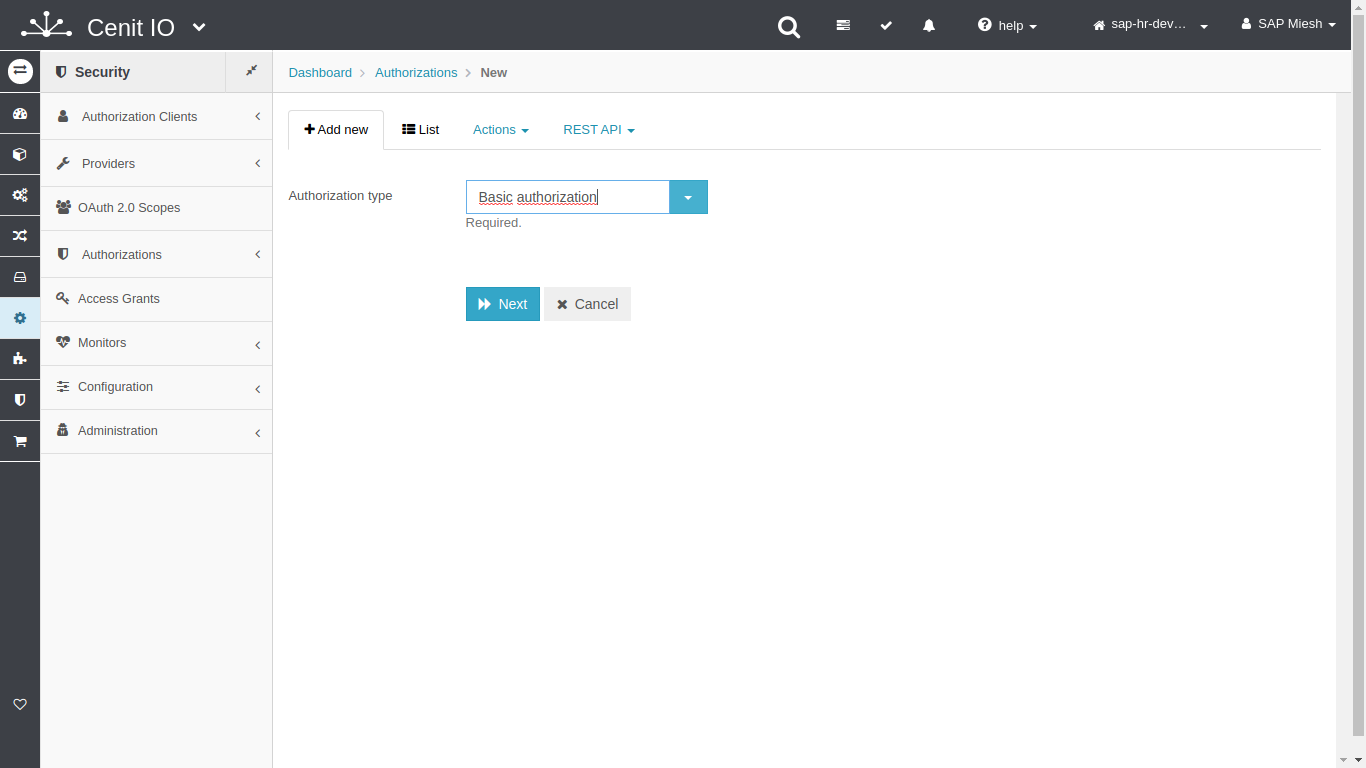 Cenit IO
help
sap-hr-dev…
SAP Miesh
Security
Dashboard
Authorizations
New
Authorization Clients
Providers
OAuth 2.0 Scopes
Authorizations
Access Grants
Monitors
Configuration
Administration
Add new
List
Actions
REST API
Authorization type
Basic authorization
Required.
Next
Cancel